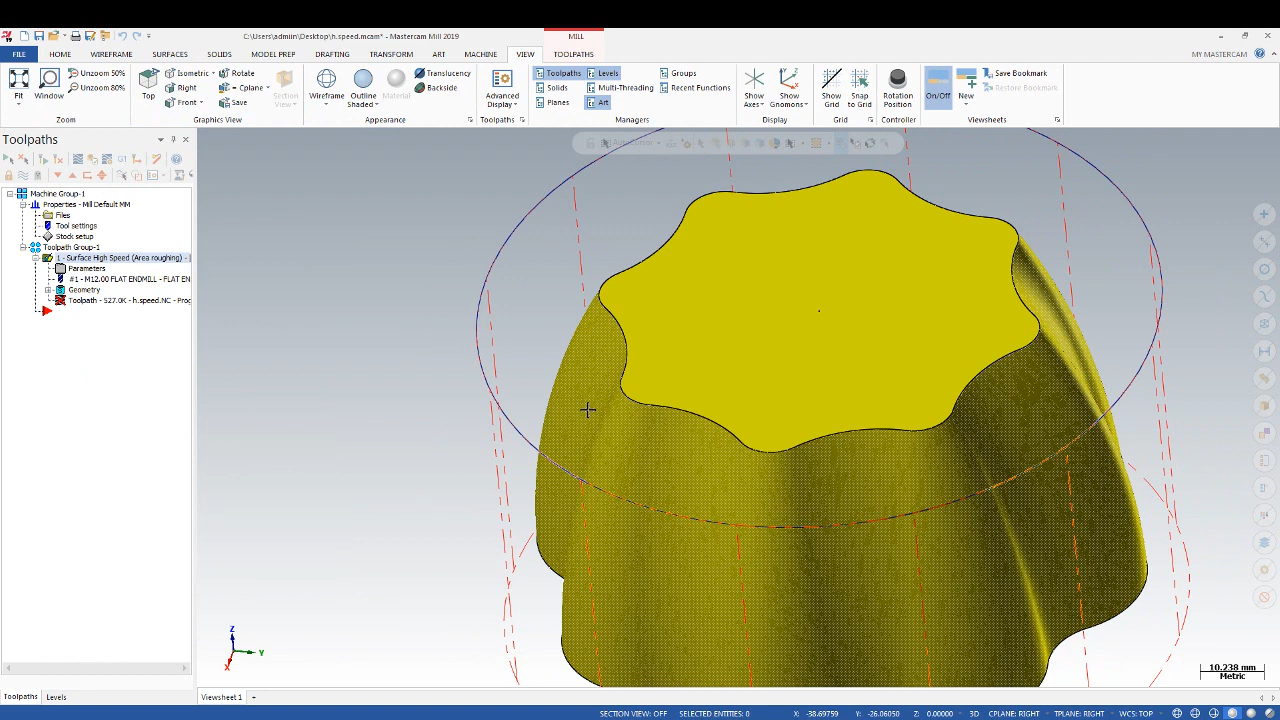 C:\Users\admiin\Desktop\h.speed.mcam* - Mastercam Mill 2019
MILL
FILE HOME WIREFRAME SURFACES SOLIDS MODEL PREP DRAFTING TRANSFORM ART MACHINE VIEW TOOLPATHS MY MASTERCAM
Unzoom 50% Isometric Rotate Translucency Toolpaths Levels Groups Save Bookmark
Fit Window Unzoom 80% Top Right = Cplane Section View Wireframe Outline Shaded Material Backside Advanced Display Solids Multi-Threading Recent Functions Show Axes Show Gnomons Show Grid Snap to Grid Rotation Position On/Off New Restore Bookmark
Front Save Planes Art
Zoom Graphics View Appearance Toolpaths Managers Display Grid Controller Viewsheets
Toolpaths
AutoCursor
G1
Machine Group-1
Properties - Mill Default MM
Files
Tool settings
Stock setup
Toolpath Group-1
1 - Surface High Speed (Area roughing) -
Parameters
#1 - M12.00 FLAT ENDMILL - FLAT EN
Geometry
Toolpath - 527.0K - h.speed.NC - Prog
Z
Y
X
10.238 mm
Metric
Toolpaths Levels Viewsheet 1 +
SECTION VIEW: OFF SELECTED ENTITIES: 0 X: -38.69759 Y: -26.06050 Z: 0.00000 3D CPLANE: RIGHT TPLANE: RIGHT WCS: TOP